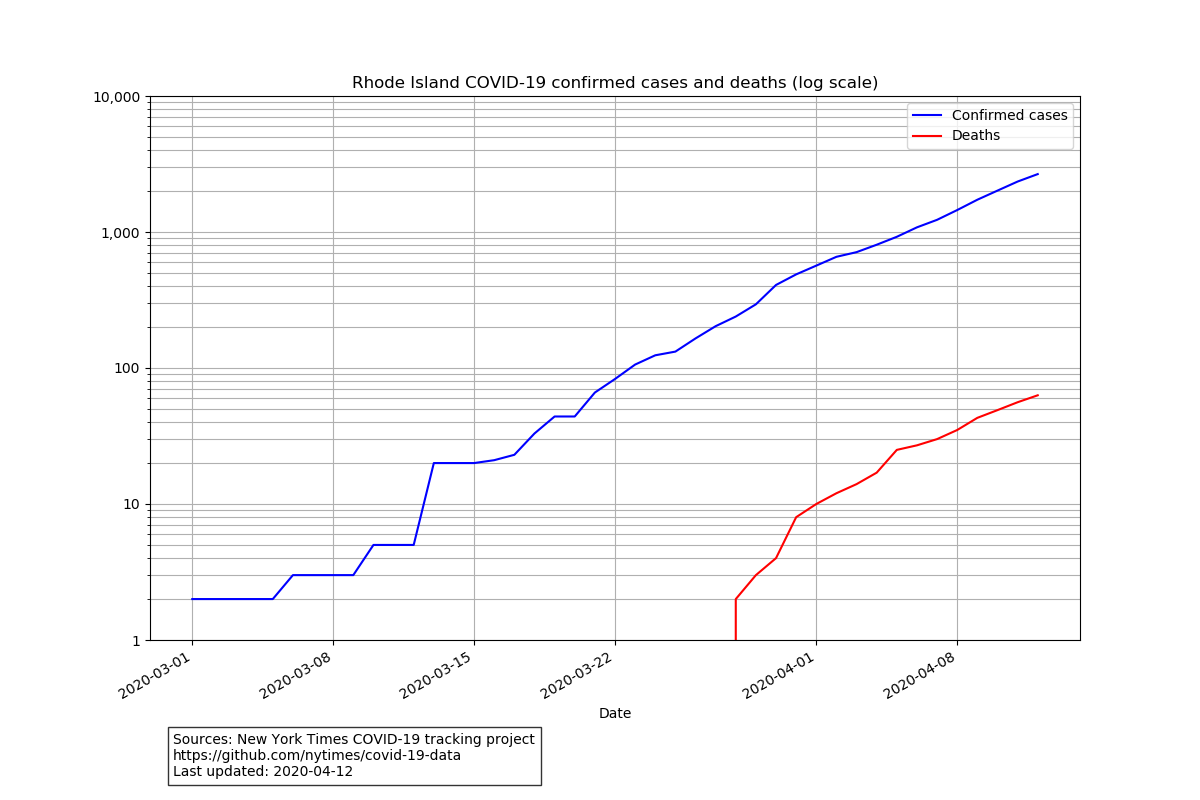 Rhode Island COVID-19 confirmed cases and deaths (log scale)
10,000
1,000
100
10
1
Confirmed cases
Deaths
2020-03-01
2020-03-08
2020-03-15
2020-03-22
2020-04-01
2020-04-08
Date
Sources: New York Times COVID-19 tracking project
https://github.com/nytimes/covid-19-data
Last updated: 2020-04-12